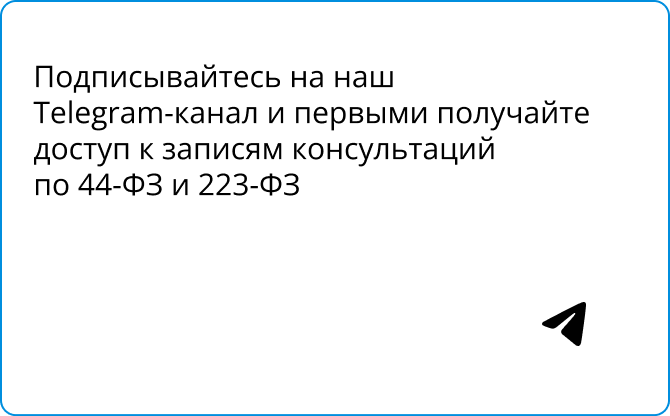 Подписывайтесь на наш
Telegram-канал и первыми получайте
доступ к записям консультаций
по 44-ФЗ и 223-ФЗ